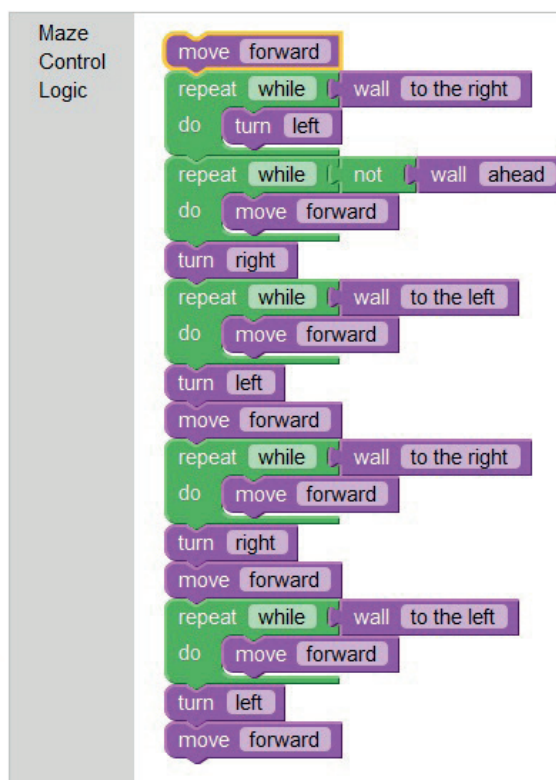 Maze
Control
Logic
move forward
repeat while wall to the right
do turn left
repeat while not wall ahead
do move forward
turn right
repeat while wall to the left
do move forward
turn left
move forward
repeat while wall to the right
do move forward
turn right
move forward
repeat while wall to the left
do move forward
turn left
move forward